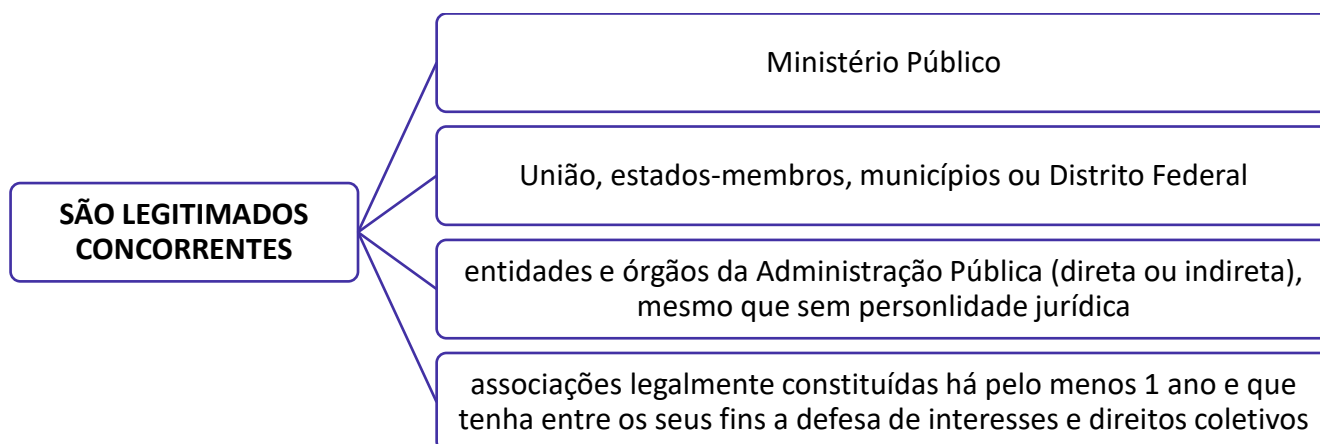 SÃO LEGITIMADOS
CONCORRENTES
Ministério Público
União, estados-membros, municípios ou Distrito Federal
entidades e órgãos da Administração Pública (direta ou indireta),
mesmo que sem personlidade jurídica
associações legalmente constituídas há pelo menos 1 ano e que
tenha entre os seus fins a defesa de interesses e direitos coletivos